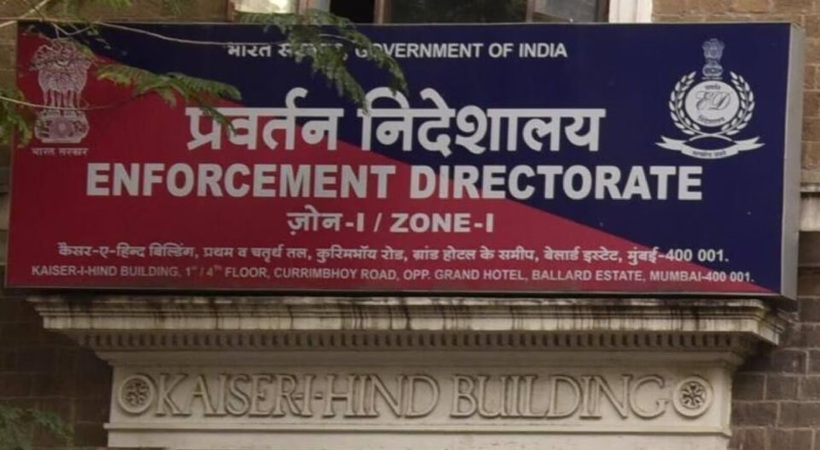 भारत सरकार, GOVERNMENT OF INDIA
भारत सरकार
प्रवर्तन निदेशालय
ENFORCEMENT DIRECTORATE
ज़ोन-I / ZONE-I
कैसर-ए-हिन्द बिल्डिंग, प्रथम व चतुर्थ तल, कुरिमभॉय रोड, ग्रांड होटल के समीप, बेलार्ड इस्टेट, मुंबई-400 001.
KAISER-I-HIND BUILDING, 1ST / 4TH FLOOR, CURRIMBHOY ROAD, OPP. GRAND HOTEL, BALLARD ESTATE, MUMBAI-400 001.
KAISER-I-HIND BUILDING